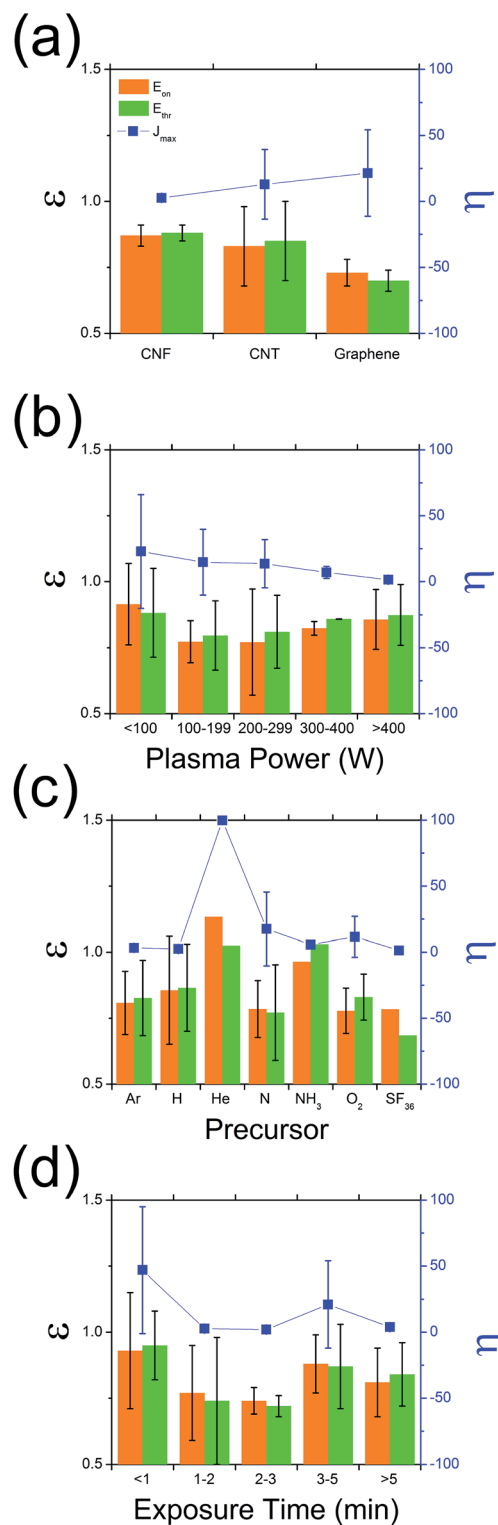 (a)
1.5
1.0
0.5
ε
E_on
E_thr
J_max
100
50
0
-50
-100
η
CNF CNT Graphene
(b)
1.5
1.0
0.5
ε
100
50
0
-50
-100
η
<100 100-199 200-299 300-400 >400
Plasma Power (W)
(c)
1.5
1.0
0.5
ε
100
50
0
-50
-100
η
Ar H He N NH₃ O₂ SF₃₆
Precursor
(d)
1.5
1.0
0.5
ε
100
50
0
-50
-100
η
<1 1-2 2-3 3-5 >5
Exposure Time (min)